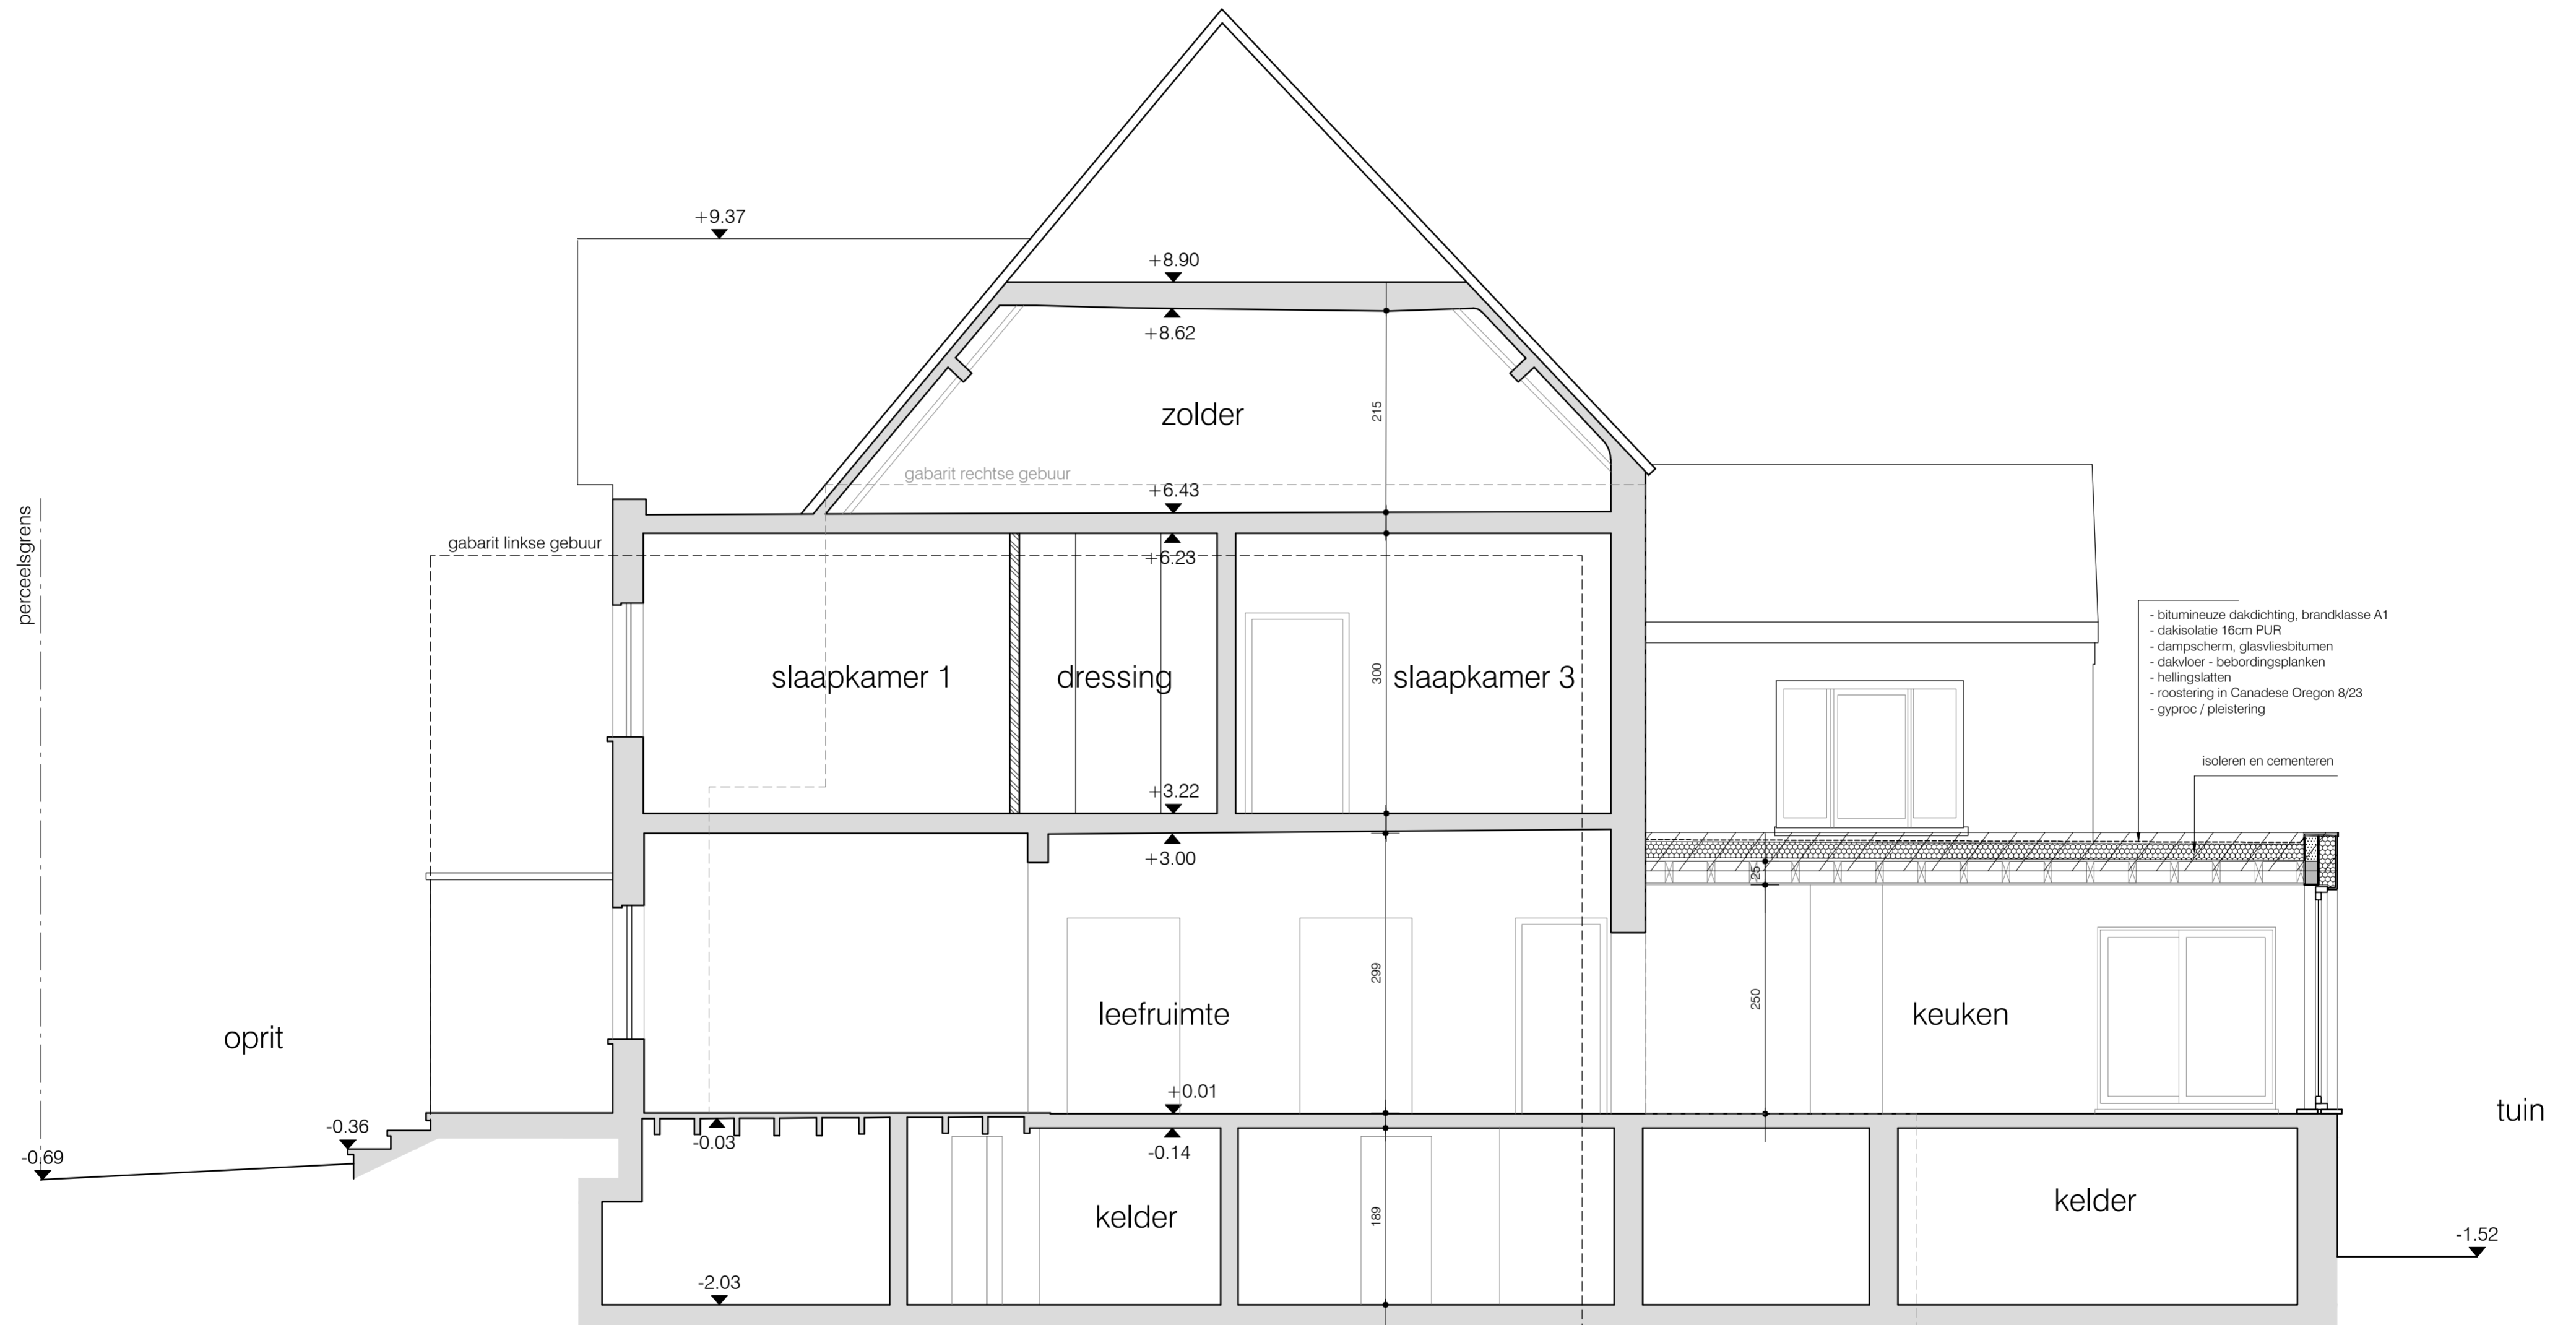 +9.37
+8.90
+8.62
zolder
215
gabarit rechtse gebuur
+6.43
perceelsgrens
gabarit linkse gebuur
+6.23
- bitumineuze dakdichting, brandklasse A1
- dakisolatie 16cm PUR
- dampscherm, glasvliesbitumen
- dakvloer - bebordingsplanken
- hellingslatten
- roostering in Canadese Oregon 8/23
- gyproc / pleistering
slaapkamer 1
dressing
300
slaapkamer 3
isoleren en cementeren
+3.22
+3.00
25
299
250
leefruimte
keuken
oprit
+0.01
tuin
-0.36
-0.03
-0.14
-0.69
kelder
189
kelder
-1.52
-2.03